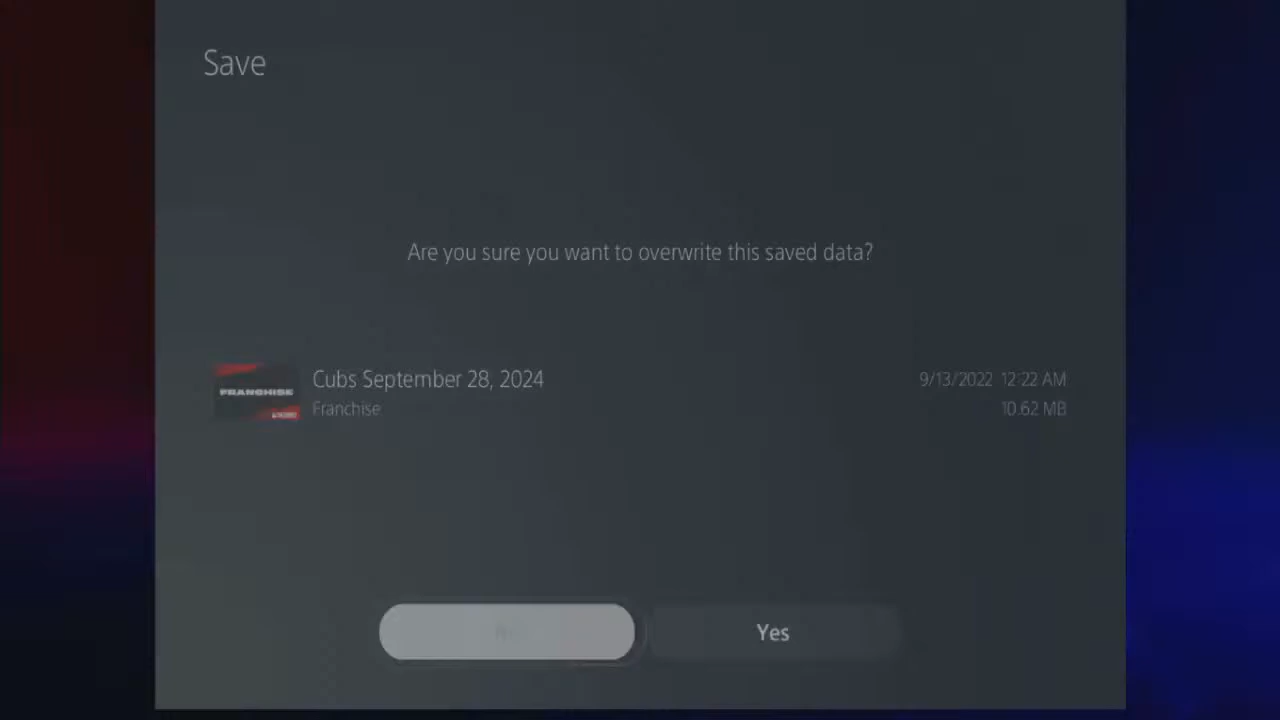 Save
Are you sure you want to overwrite this saved data?
FRANCHISE
Cubs September 28, 2024
9/13/2022 12:22 AM
Franchise
10.62 MB
Yes